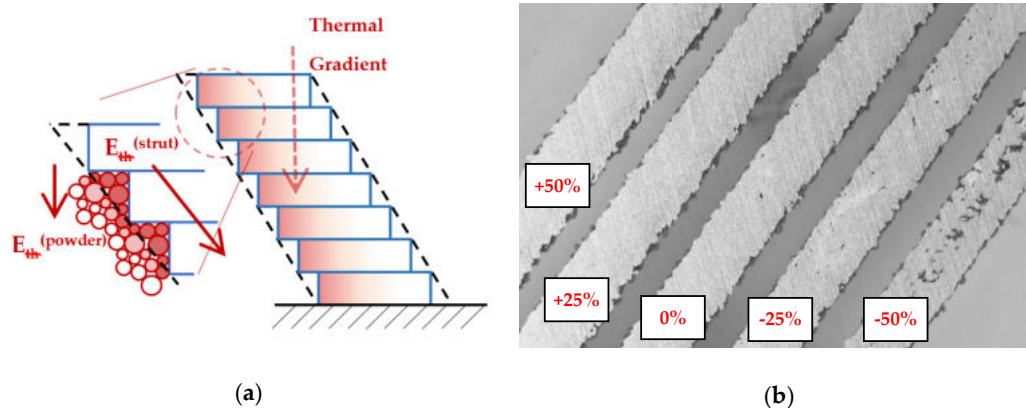 Thermal
Gradient
E_th^(strut)
E_th^(powder)
+50%
+25%
0%
-25%
-50%
(a)
(b)